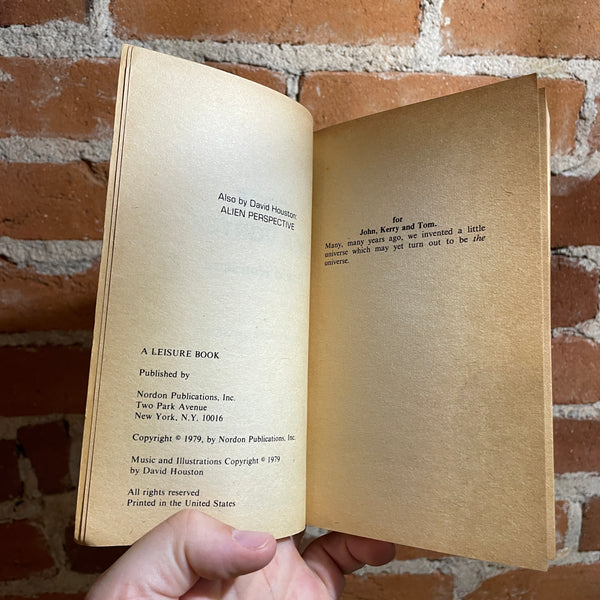 Also by David Houston:
ALIEN PERSPECTIVE
A LEISURE BOOK
Published by
Nordon Publications, Inc.
Two Park Avenue
New York, N.Y. 10016
Copyright © 1979, by Nordon Publications, Inc.
Music and Illustrations Copyright © 1979
by David Houston
All rights reserved
Printed in the United States
for
John, Kerry and Tom.
Many, many years ago, we invented a little
universe which may yet turn out to be the
universe.